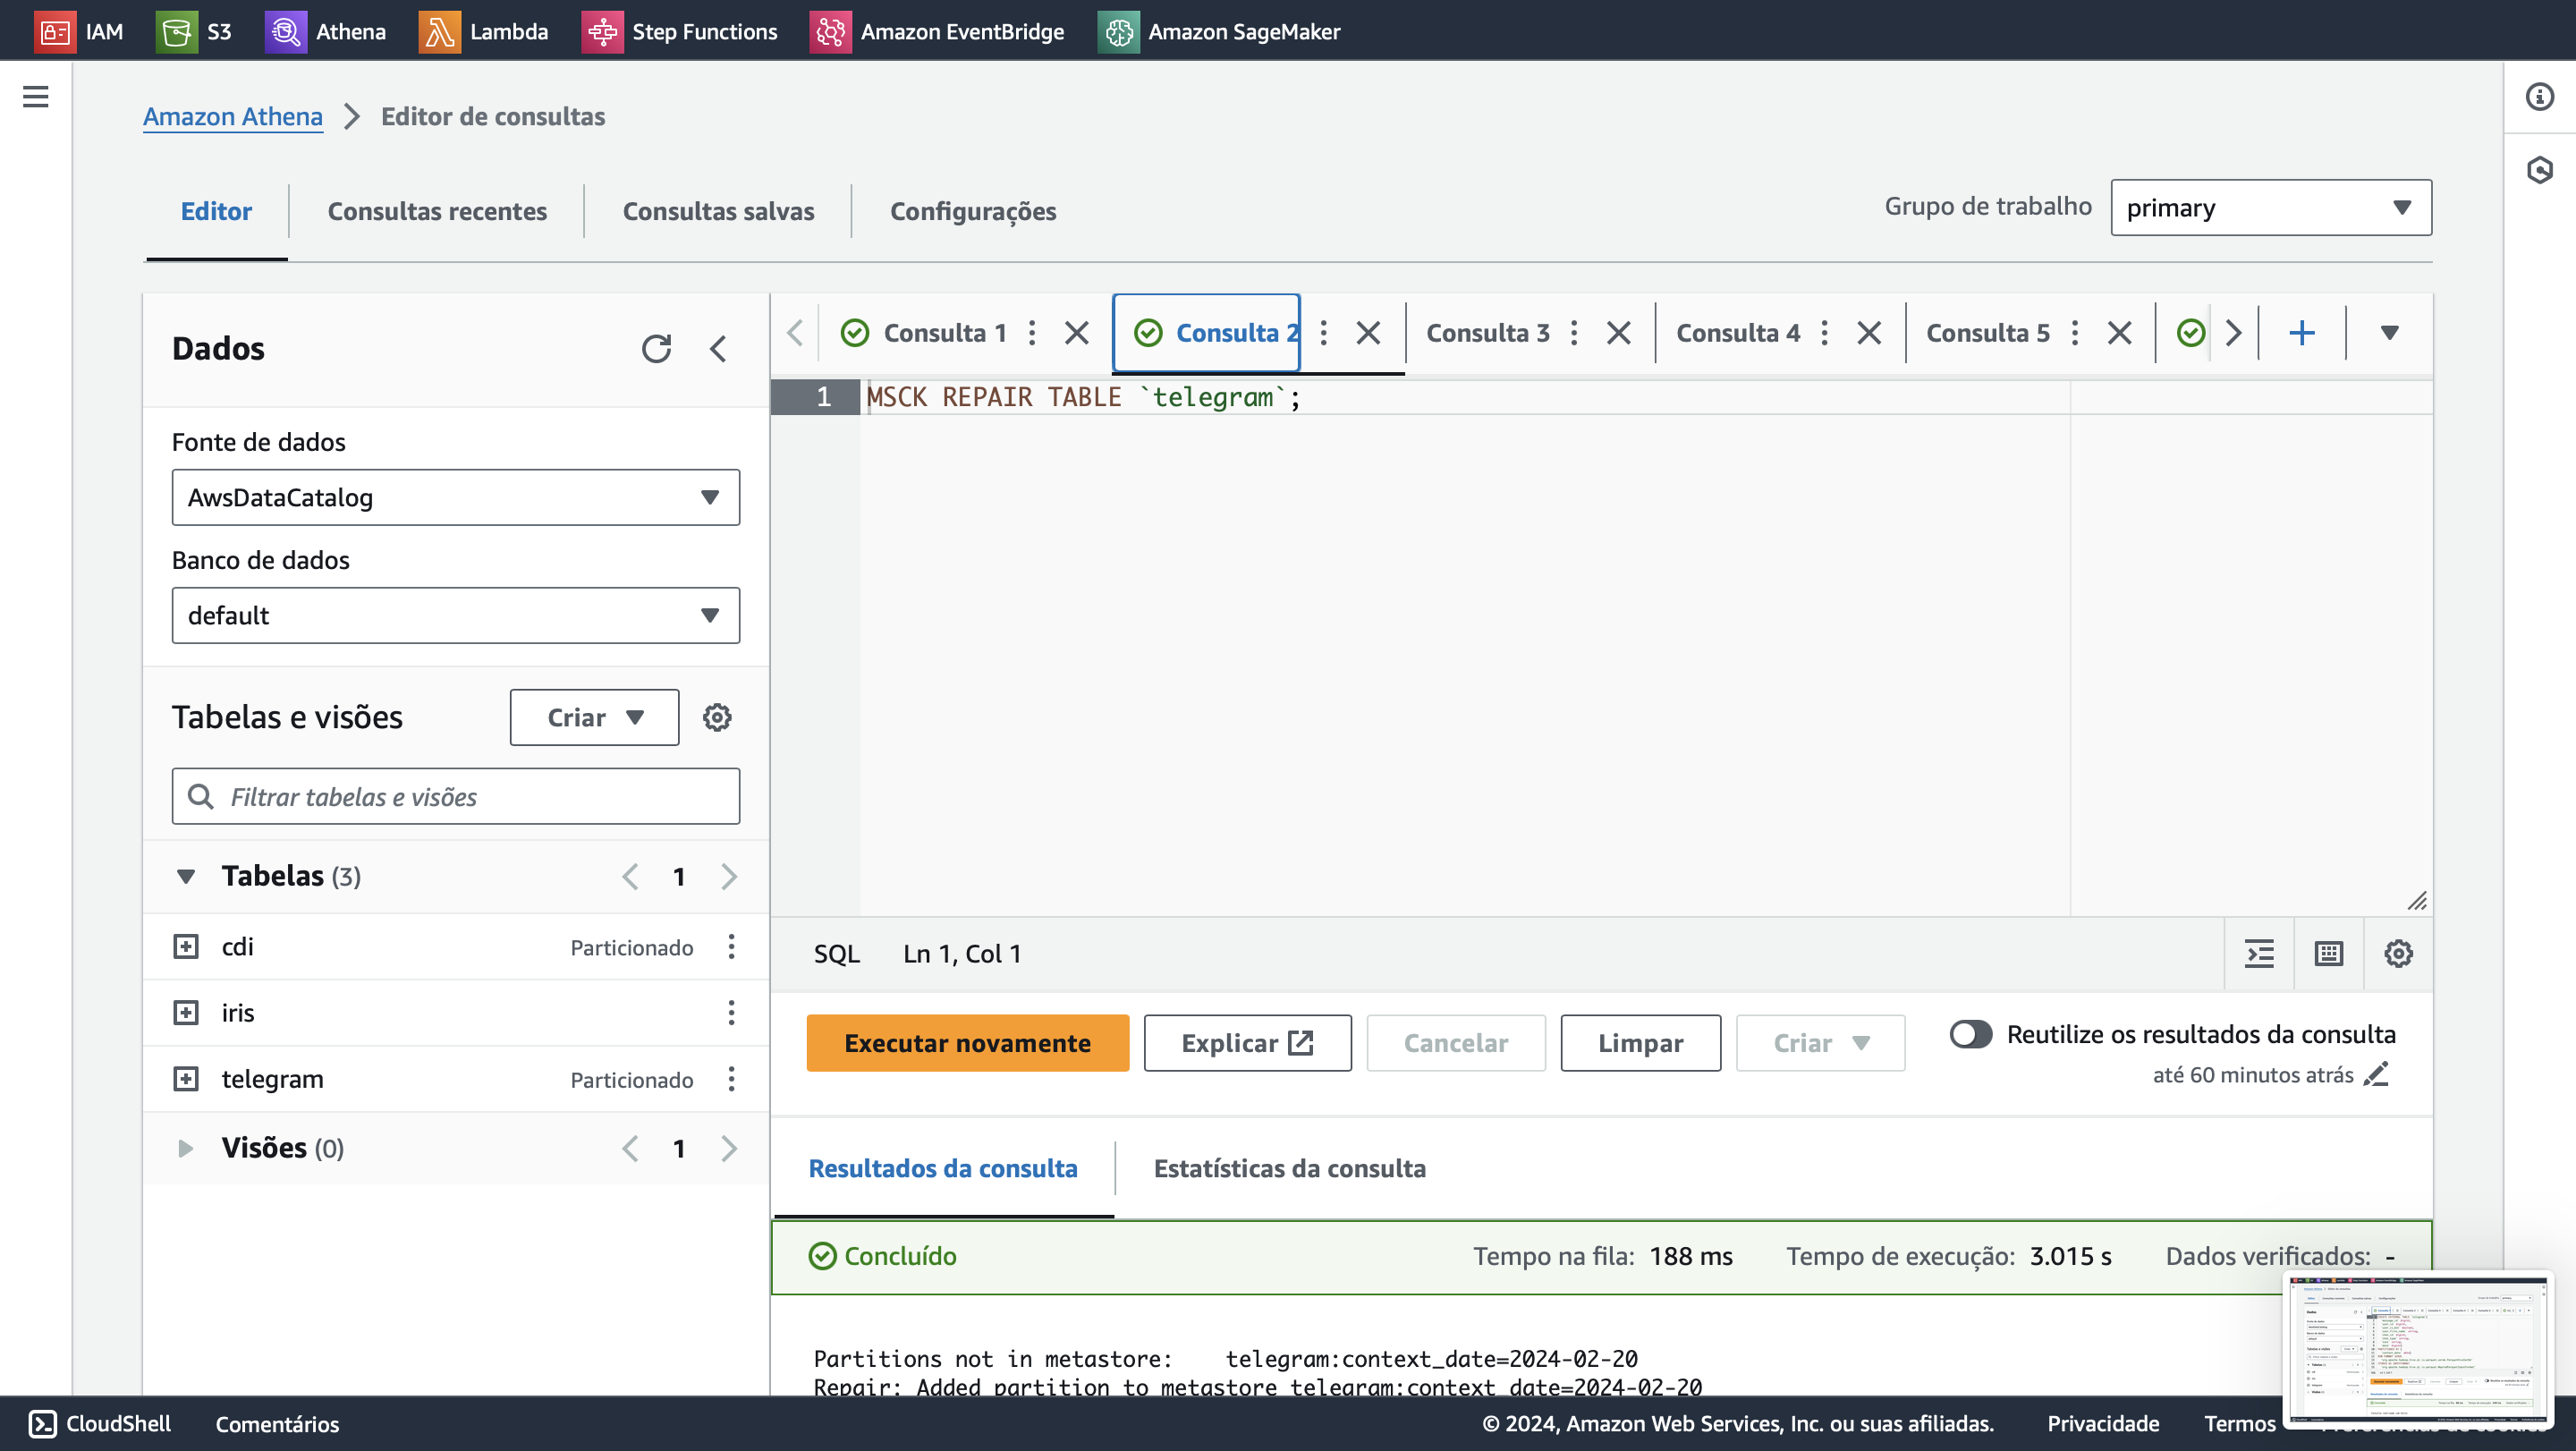 IAM S3 Athena Lambda Step Functions Amazon EventBridge Amazon SageMaker
Amazon Athena > Editor de consultas
Editor Consultas recentes Consultas salvas Configurações
Grupo de trabalho primary
Dados
Fonte de dados
AwsDataCatalog
Banco de dados
default
Tabelas e visões Criar
Filtrar tabelas e visões
Tabelas (3) 1
cdi Particionado
iris
telegram Particionado
Visões (0) 1
Consulta 1 Consulta 2 Consulta 3 Consulta 4 Consulta 5
1 MSCK REPAIR TABLE `telegram`;
SQL Ln 1, Col 1
Executar novamente Explicar Cancelar Limpar Criar Reutilize os resultados da consulta
até 60 minutos atrás
Resultados da consulta Estatísticas da consulta
Concluído Tempo na fila: 188 ms Tempo de execução: 3.015 s Dados verificados: -
Partitions not in metastore: telegram:context_date=2024-02-20
Repair: Added partition to metastore telegram:context_date=2024-02-20
CloudShell Comentários © 2024, Amazon Web Services, Inc. ou suas afiliadas. Privacidade Termos